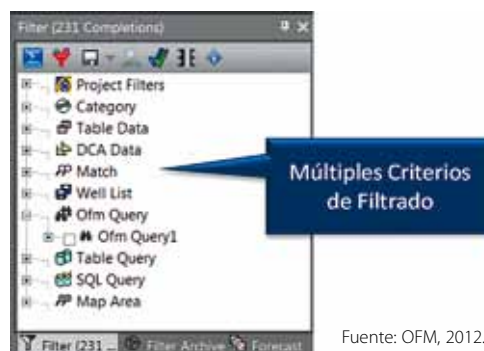 Filter (231 Completions)
Project Filters
Category
Table Data
DCA Data
Match
Well List
Ofm Query
Ofm Query1
Table Query
SQL Query
Map Area
Múltiples Criterios
de Filtrado
Filter (231 ...
Filter Archive
Forecast
Fuente: OFM, 2012.